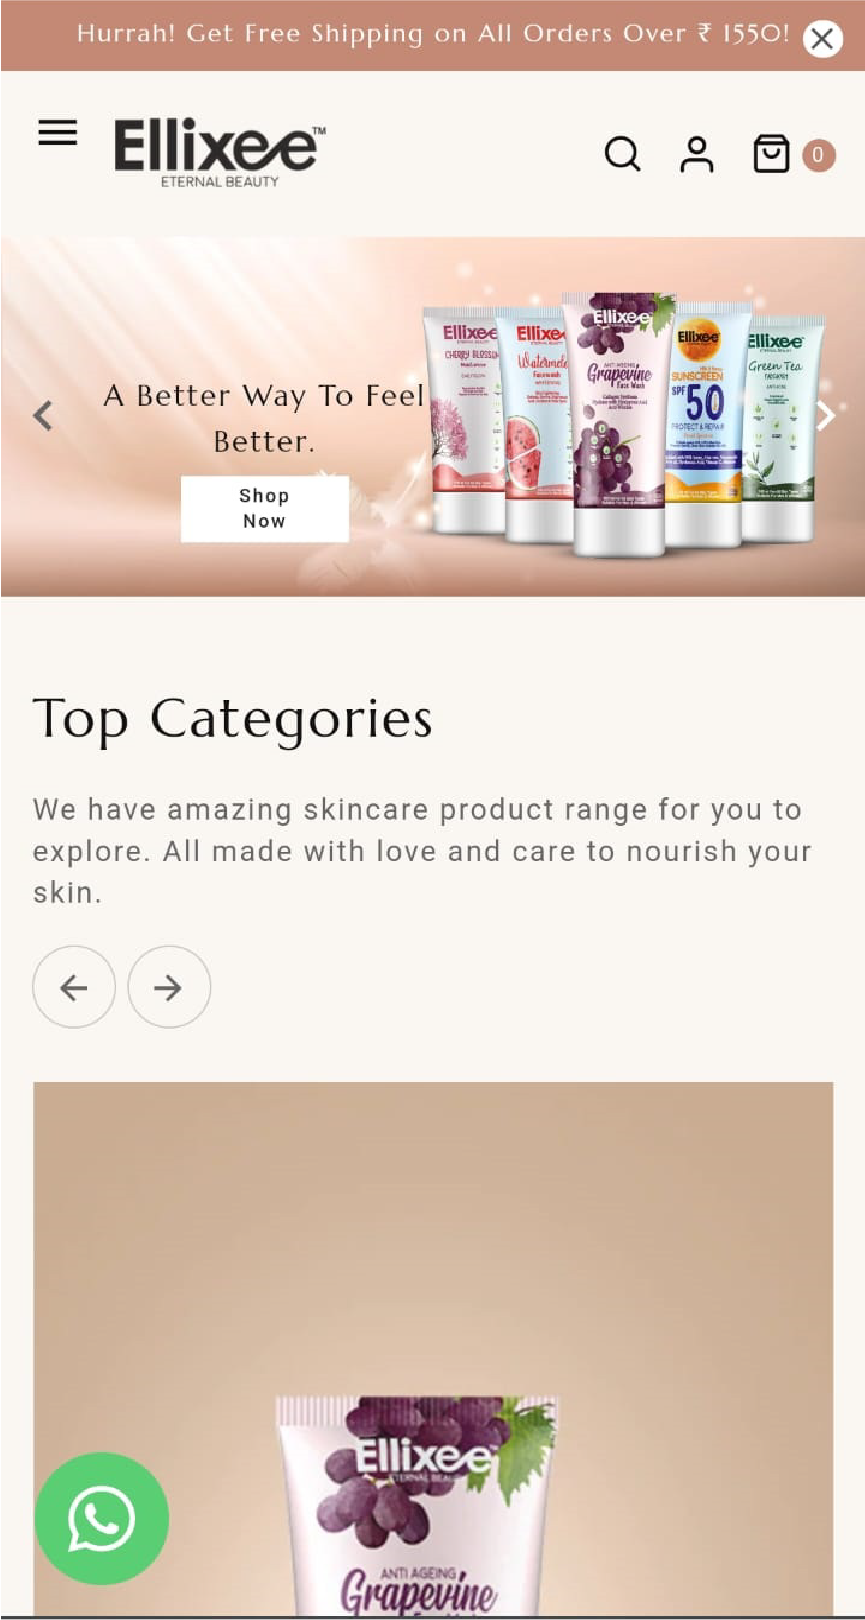 Hurrah! Get Free Shipping on All Orders Over ₹ 1550!
Ellixee™
ETERNAL BEAUTY
0
A Better Way To Feel
Better.
Shop
Now
Ellixee
CHERRY BLOSSOM
Ellixee
Watermelon
Facewash
Ellixee
ANTI AGEING
Grapevine
Face Wash
Ellixee
SUNSCREEN
SPF 50
PROTECT & REPAIR
Ellixee
Green Tea
FACEWASH
Top Categories
We have amazing skincare product range for you to
explore. All made with love and care to nourish your
skin.
Ellixee
ETERNAL BEAUTY
ANTI AGEING
Grapevine